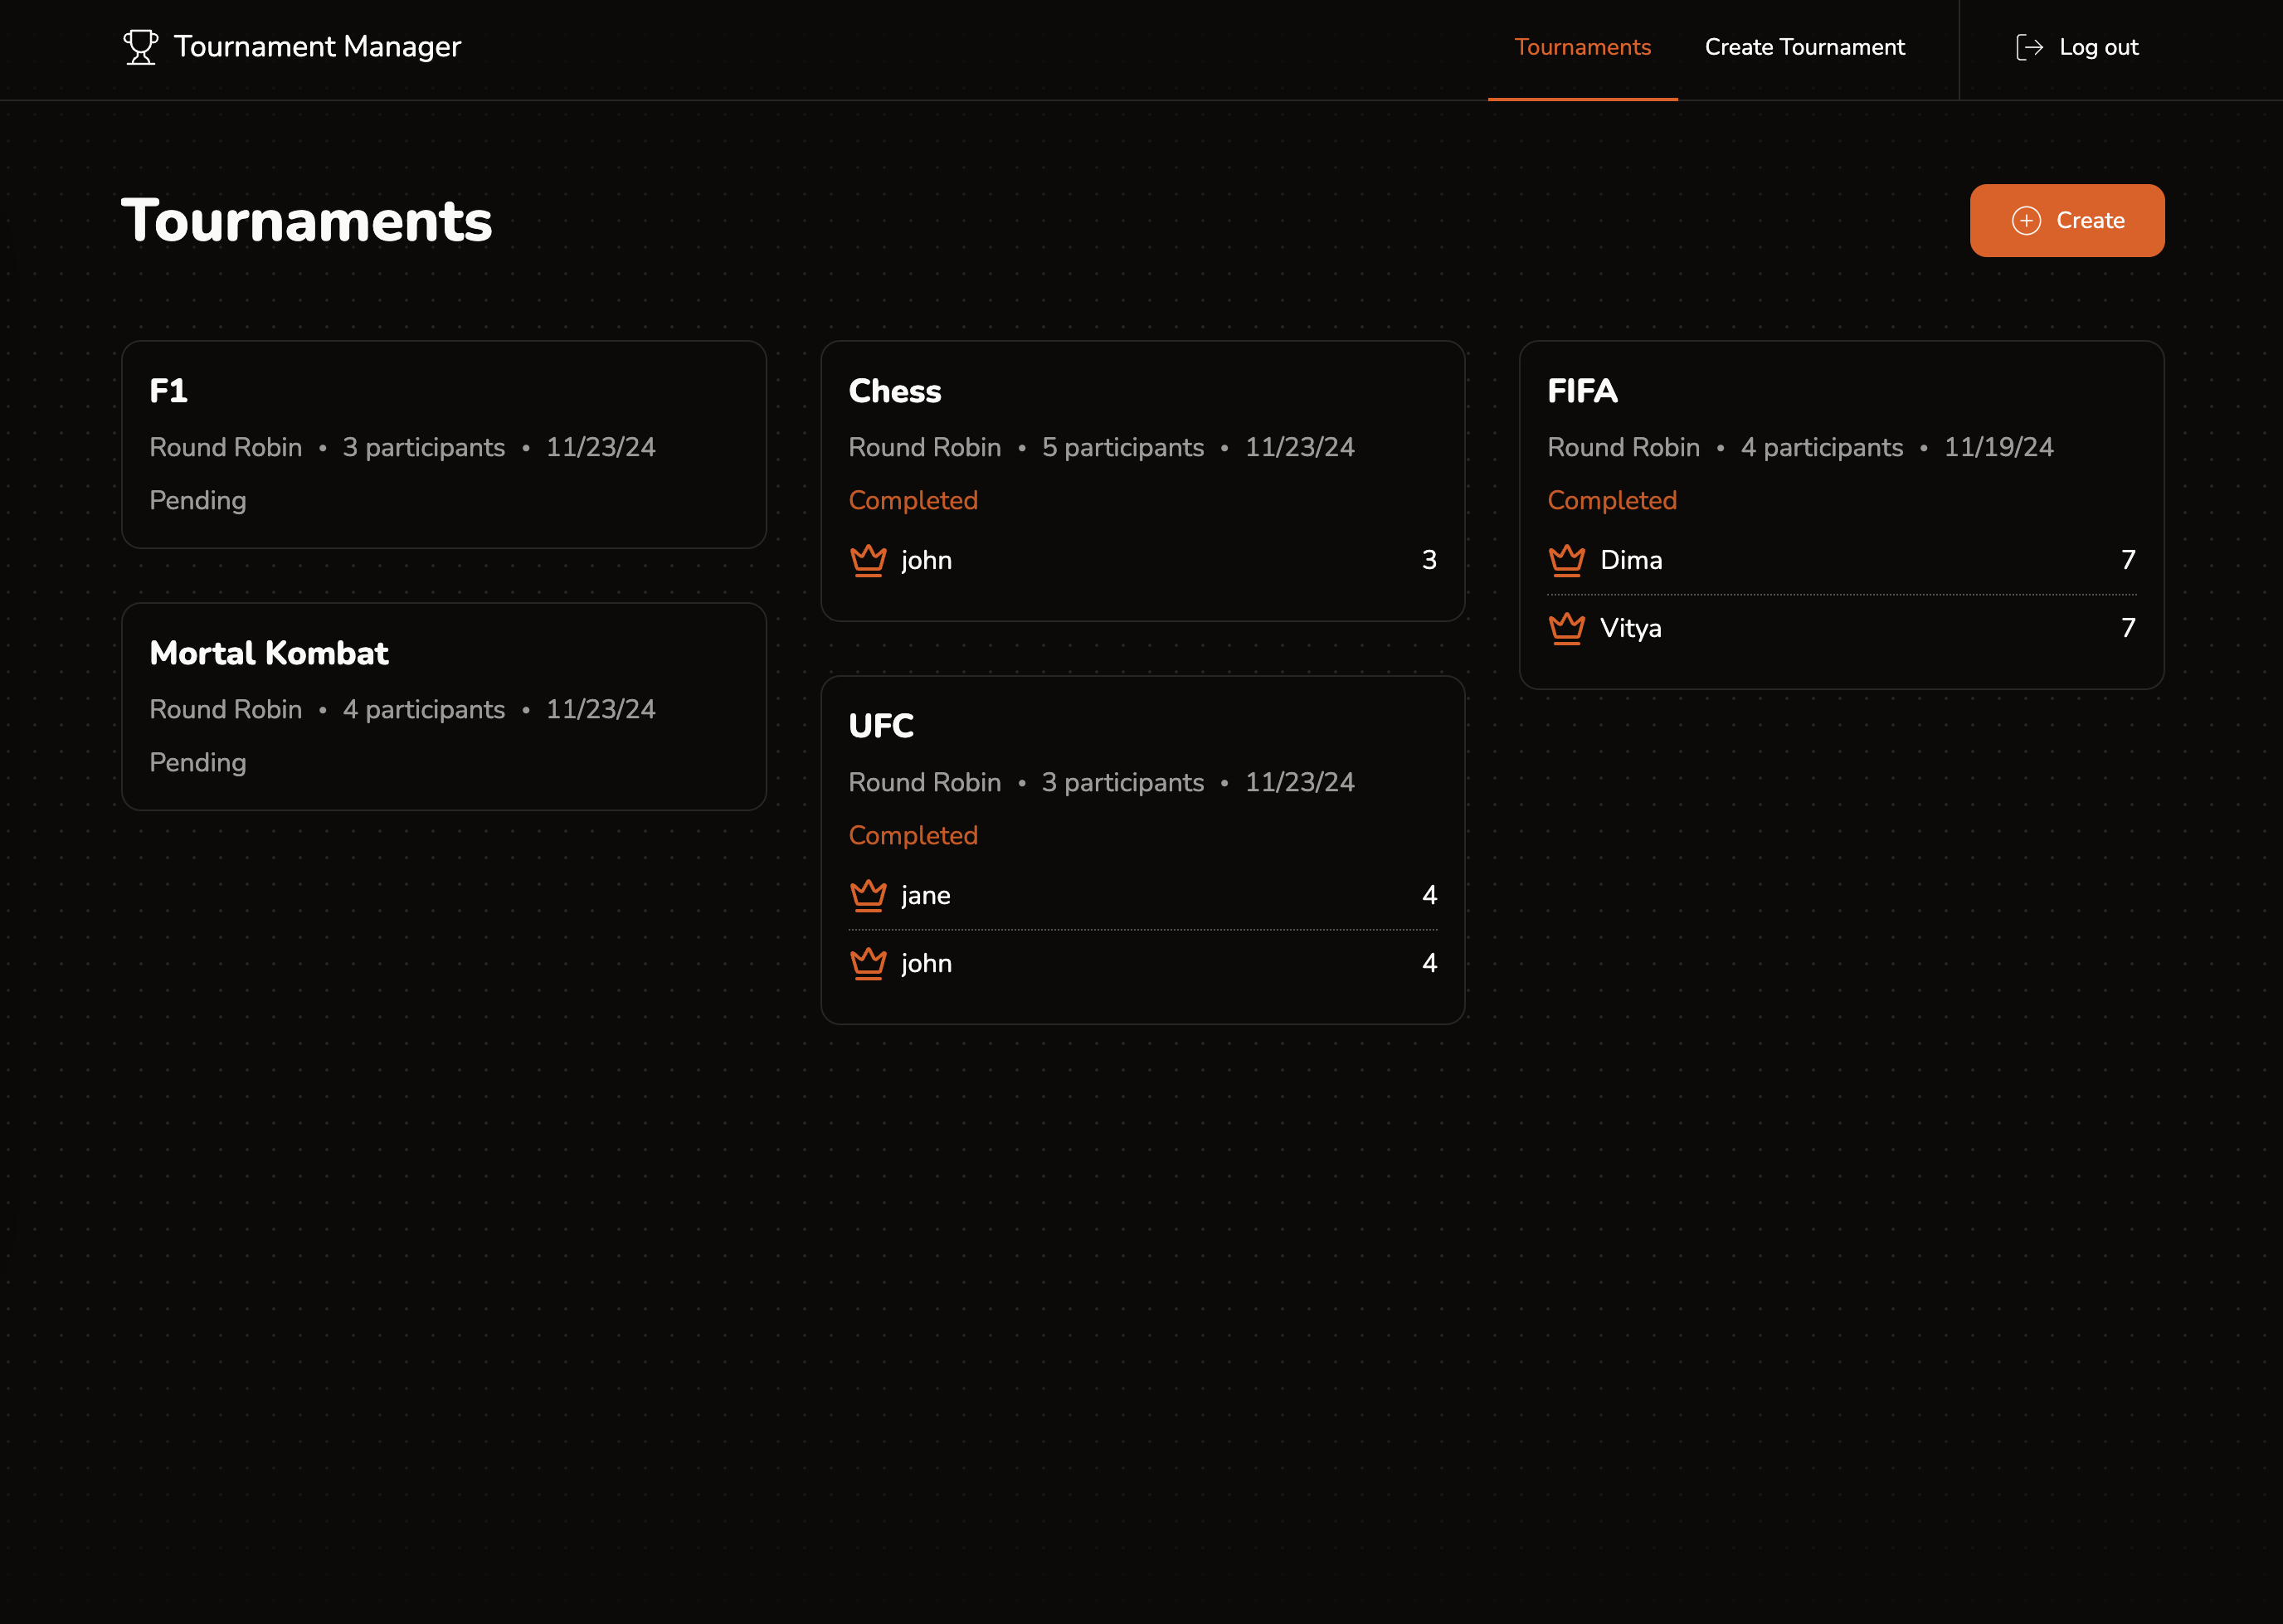 Tournament Manager
Tournaments
Create Tournament
Log out
Tournaments
Create
F1
Round Robin • 3 participants • 11/23/24
Pending
Mortal Kombat
Round Robin • 4 participants • 11/23/24
Pending
Chess
Round Robin • 5 participants • 11/23/24
Completed
john 3
UFC
Round Robin • 3 participants • 11/23/24
Completed
jane 4
john 4
FIFA
Round Robin • 4 participants • 11/19/24
Completed
Dima 7
Vitya 7